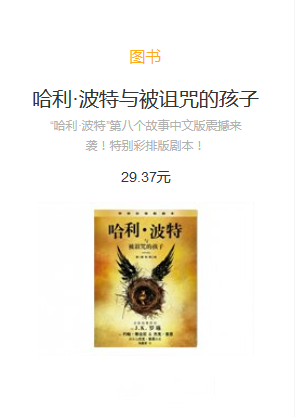 图书
哈利·波特与被诅咒的孩子
“哈利·波特”第八个故事中文版震撼来
袭！特别彩排版剧本！
29.37元
哈利·波特
与
被诅咒的孩子
J.K. 罗琳